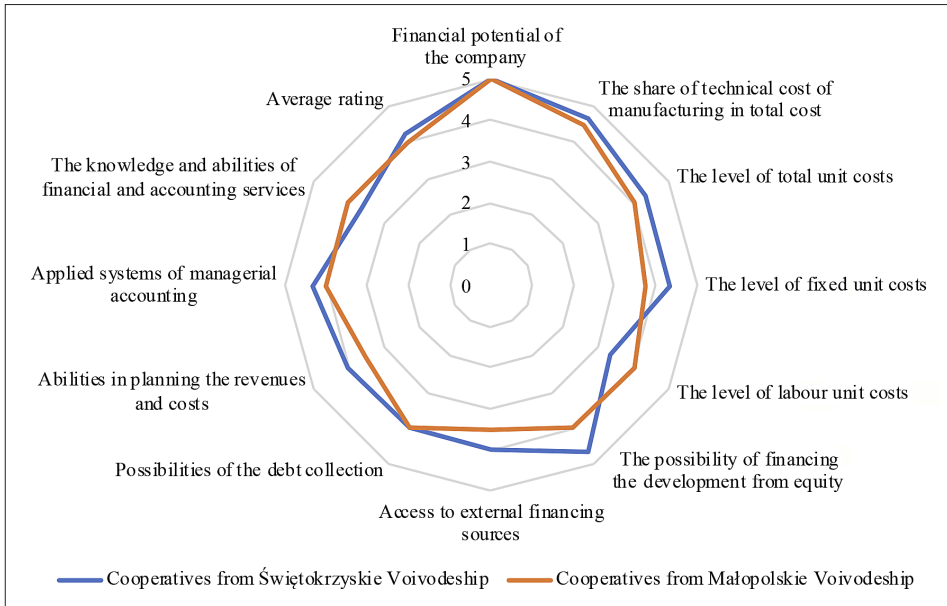 Financial potential of
the company
The share of technical cost of
manufacturing in total cost
The level of total unit costs
The level of fixed unit costs
The level of labour unit costs
The possibility of financing
the development from equity
Access to external financing
sources
Possibilities of the debt collection
Abilities in planning the revenues
and costs
Applied systems of managerial
accounting
The knowledge and abilities of
financial and accounting services
Average rating
5
4
3
2
1
0
Cooperatives from Świętokrzyskie Voivodeship
Cooperatives from Małopolskie Voivodeship